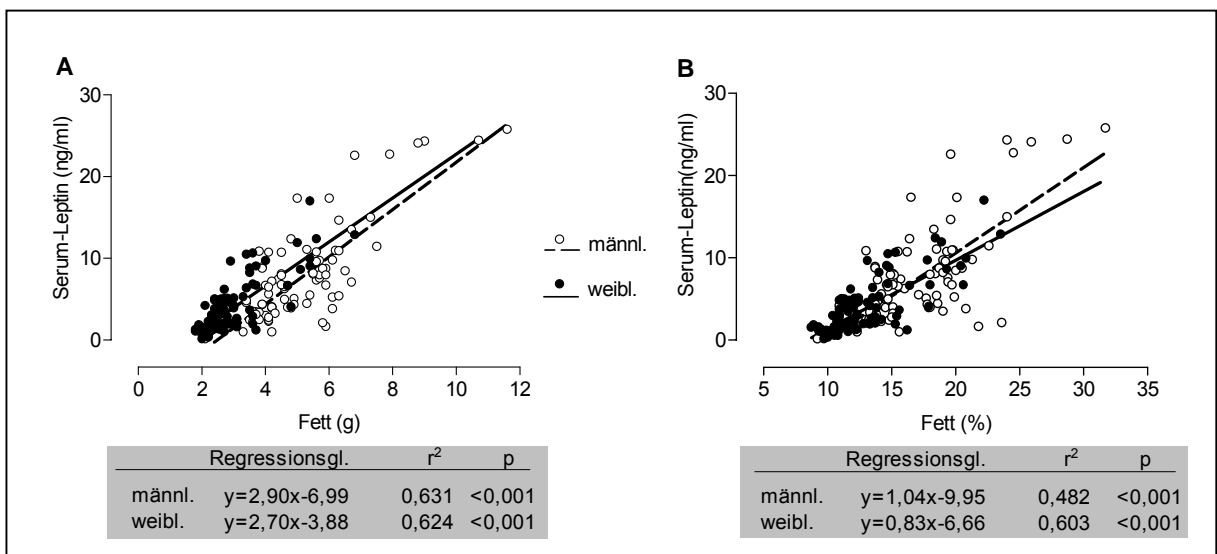 A
Serum-Leptin (ng/ml)
30
20
10
0
0 2 4 6 8 10 12
Fett (g)
männl.
weibl.
B
Serum-Leptin(ng/ml)
30
20
10
0
5 10 15 20 25 30 35
Fett (%)
Regressionsgl. r² p
männl. y=2,90x-6,99 0,631 <0,001
weibl. y=2,70x-3,88 0,624 <0,001
Regressionsgl. r² p
männl. y=1,04x-9,95 0,482 <0,001
weibl. y=0,83x-6,66 0,603 <0,001